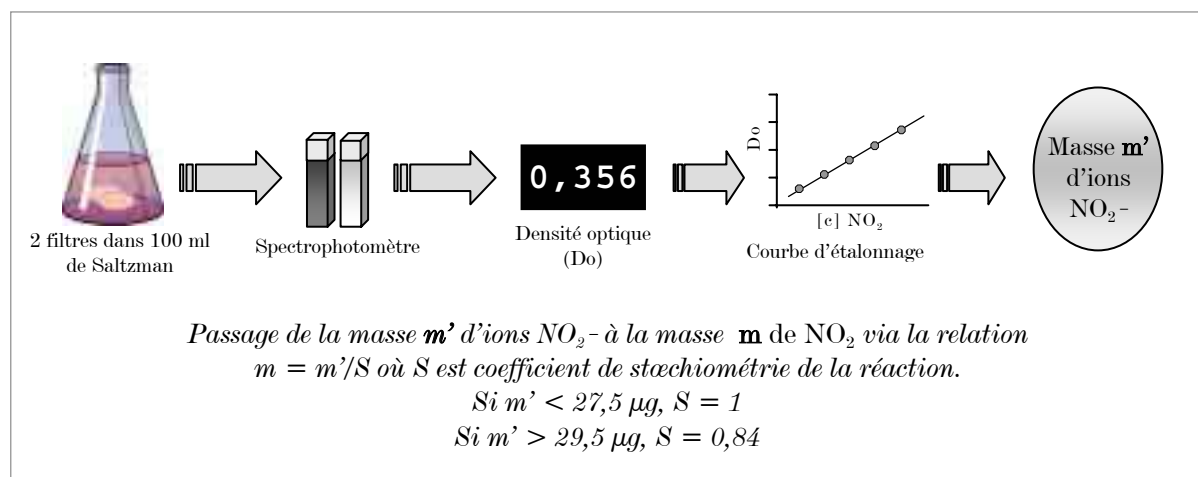 2 filtres dans 100 ml
de Saltzman
Spectrophotomètre
0,356
Densité optique
(Do)
Do
[c] NO₂
Courbe d'étalonnage
Masse m'
d'ions
NO₂-
Passage de la masse m' d'ions NO₂- à la masse m de NO₂ via la relation
m = m'/S où S est coefficient de stœchiométrie de la réaction.
Si m' < 27,5 µg, S = 1
Si m' > 29,5 µg, S = 0,84